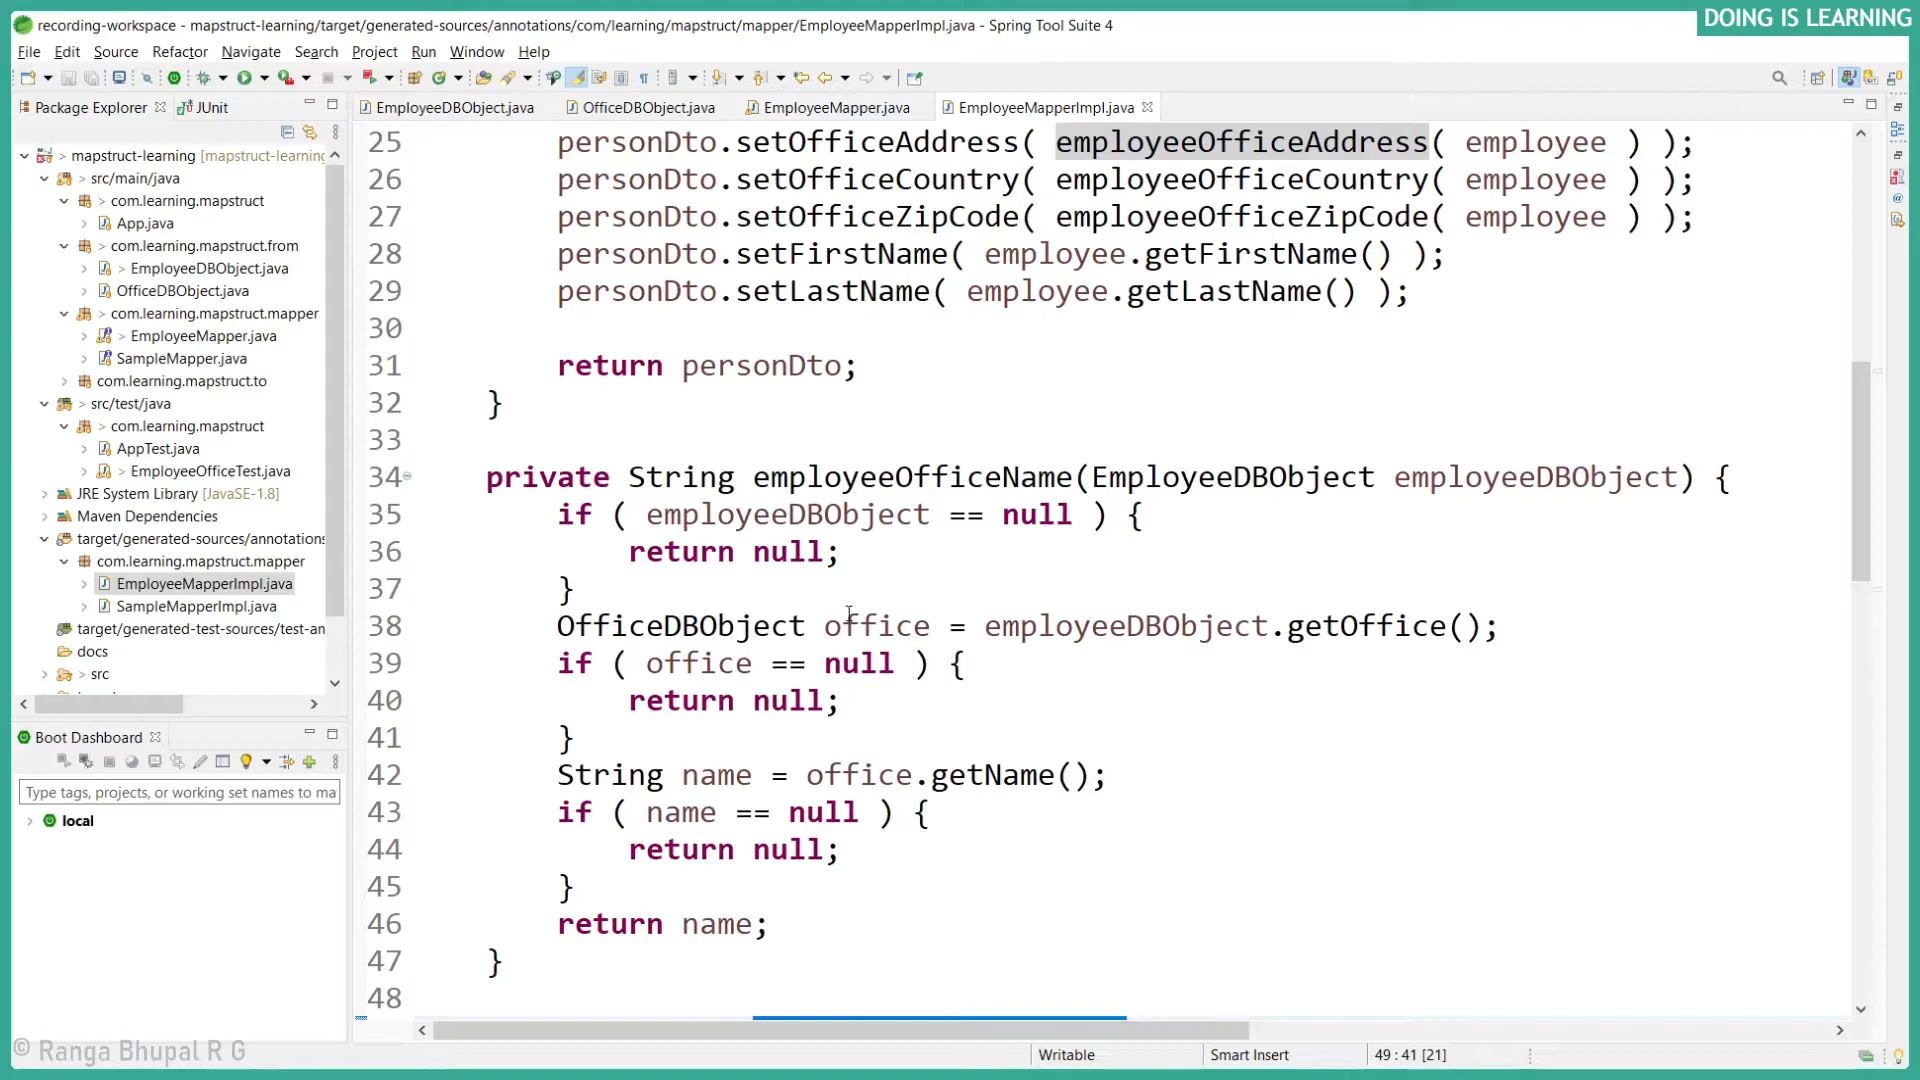 DOING IS LEARNING
recording-workspace - mapstruct-learning/target/generated-sources/annotations/com/learning/mapstruct/mapper/EmployeeMapperImpl.java - Spring Tool Suite 4
File Edit Source Refactor Navigate Search Project Run Window Help
Package Explorer JUnit
EmployeeDBObject.java OfficeDBObject.java EmployeeMapper.java EmployeeMapperImpl.java
> mapstruct-learning [mapstruct-learning
> src/main/java
> com.learning.mapstruct
App.java
> com.learning.mapstruct.from
> EmployeeDBObject.java
OfficeDBObject.java
> com.learning.mapstruct.mapper
> EmployeeMapper.java
SampleMapper.java
com.learning.mapstruct.to
> src/test/java
> com.learning.mapstruct
AppTest.java
> EmployeeOfficeTest.java
JRE System Library [JavaSE-1.8]
Maven Dependencies
target/generated-sources/annotations
com.learning.mapstruct.mapper
EmployeeMapperImpl.java
SampleMapperImpl.java
target/generated-test-sources/test-an
docs
> src
Boot Dashboard
Type tags, projects, or working set names to ma
local
25 personDto.setOfficeAddress( employeeOfficeAddress( employee ) );
26 personDto.setOfficeCountry( employeeOfficeCountry( employee ) );
27 personDto.setOfficeZipCode( employeeOfficeZipCode( employee ) );
28 personDto.setFirstName( employee.getFirstName() );
29 personDto.setLastName( employee.getLastName() );
30
31 return personDto;
32 }
33
34 private String employeeOfficeName(EmployeeDBObject employeeDBObject) {
35 if ( employeeDBObject == null ) {
36 return null;
37 }
38 OfficeDBObject office = employeeDBObject.getOffice();
39 if ( office == null ) {
40 return null;
41 }
42 String name = office.getName();
43 if ( name == null ) {
44 return null;
45 }
46 return name;
47 }
48
© Ranga Bhupal R G
Writable Smart Insert 49 : 41 [21]